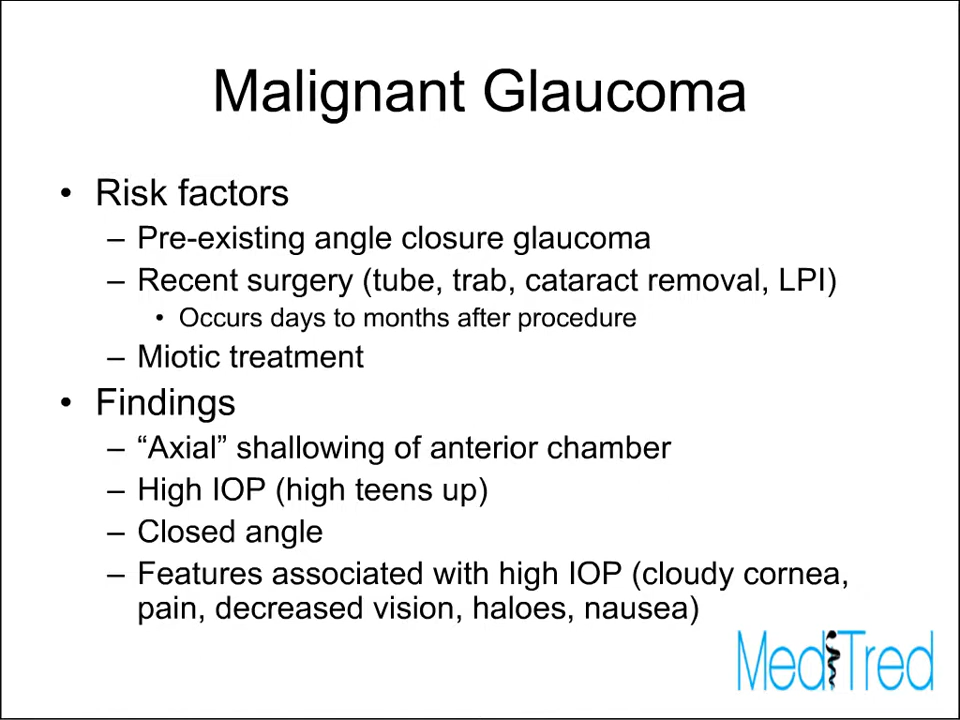 Malignant Glaucoma
• Risk factors
– Pre-existing angle closure glaucoma
– Recent surgery (tube, trab, cataract removal, LPI)
• Occurs days to months after procedure
– Miotic treatment
• Findings
– “Axial” shallowing of anterior chamber
– High IOP (high teens up)
– Closed angle
– Features associated with high IOP (cloudy cornea,
pain, decreased vision, haloes, nausea)
MediTred